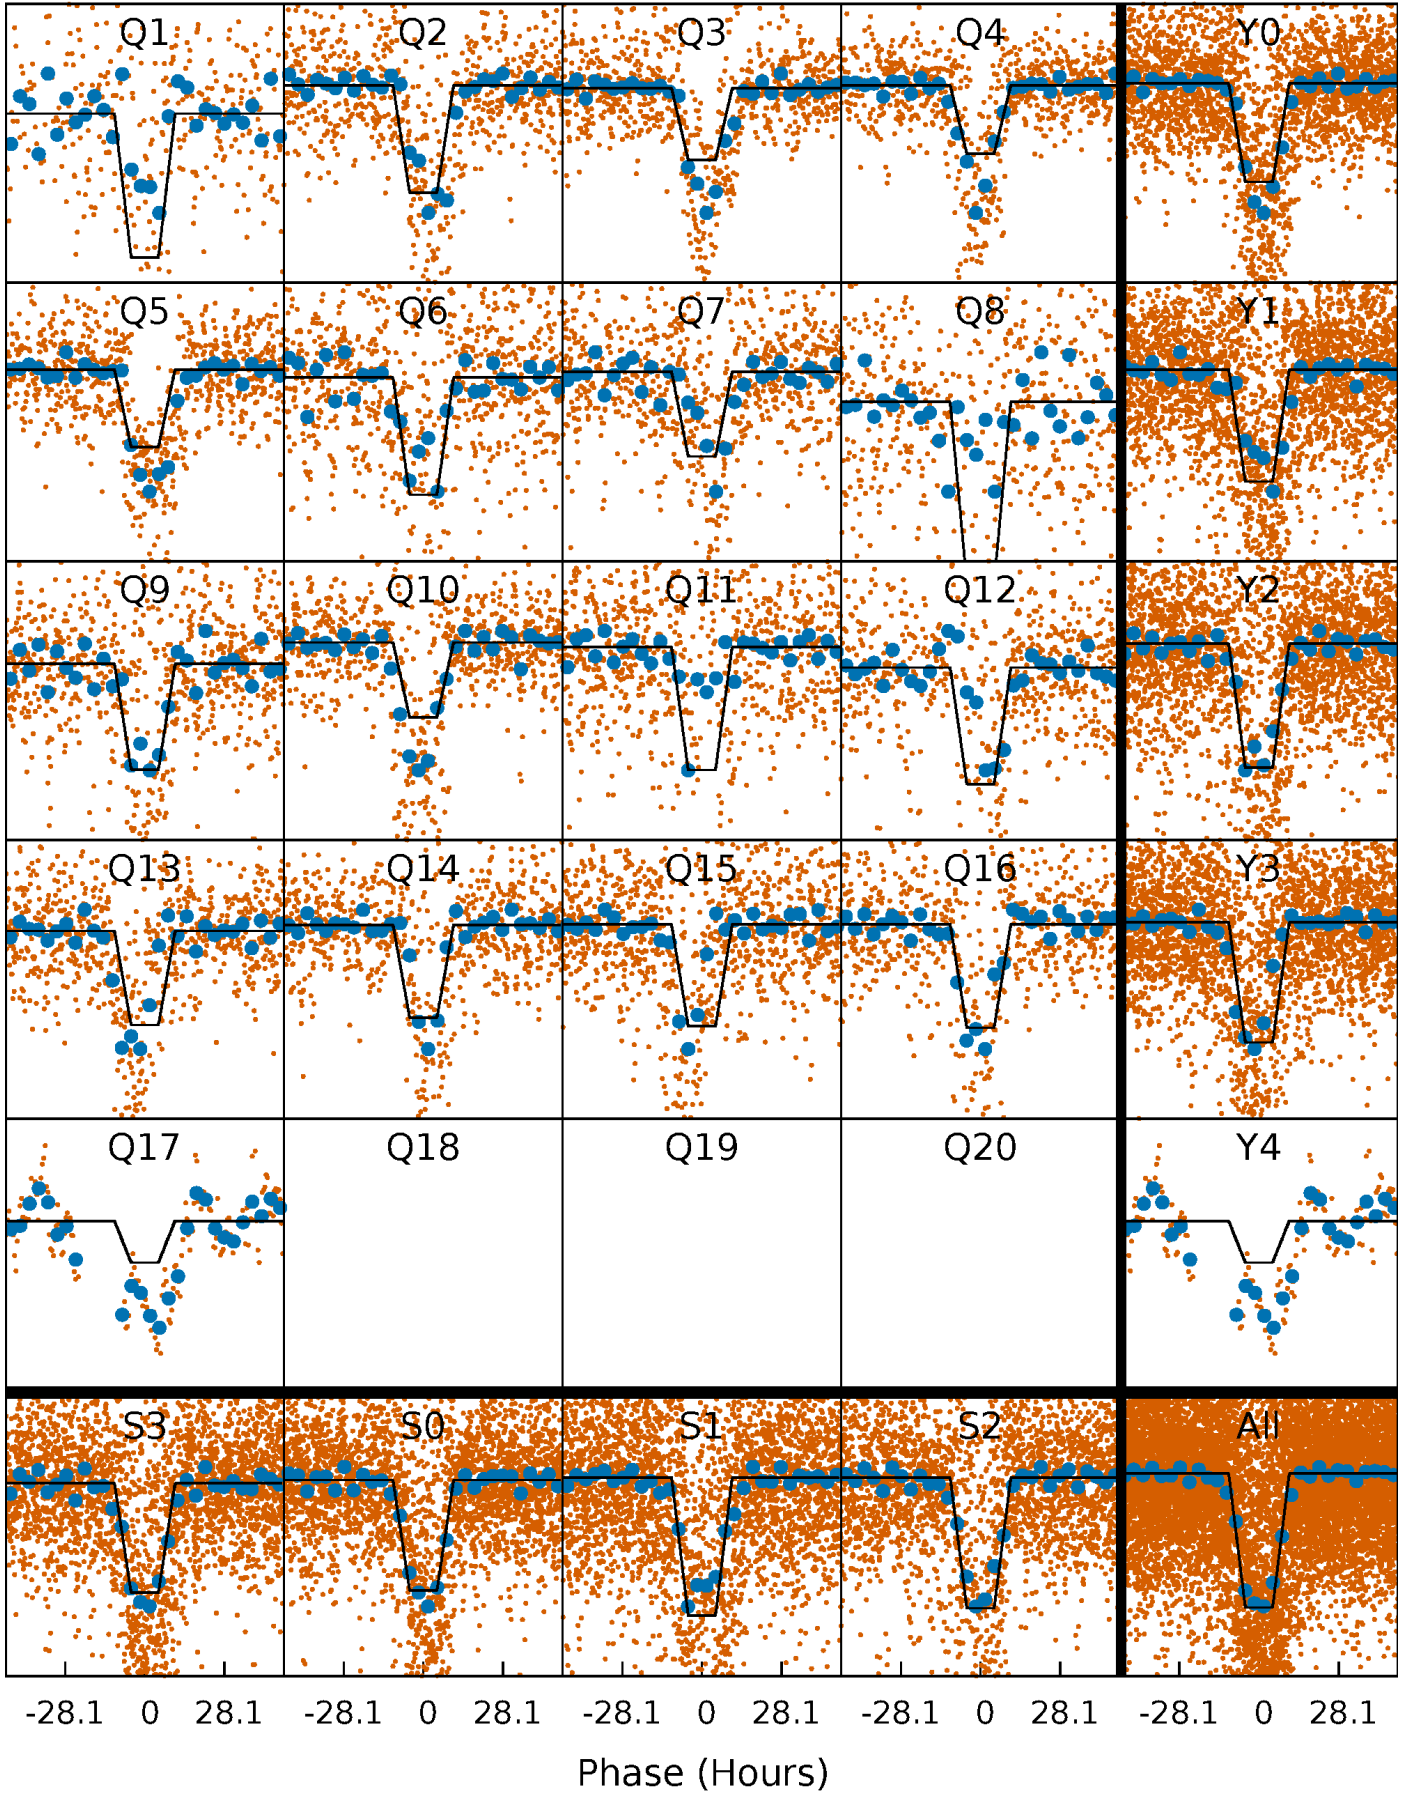 Q1 Q2 Q3 Q4 Y0
Q5 Q6 Q7 Q8 Y1
Q9 Q10 Q11 Q12 Y2
Q13 Q14 Q15 Q16 Y3
Q17 Q18 Q19 Q20 Y4
S3 S0 S1 S2 All
-28.1 0 28.1 -28.1 0 28.1 -28.1 0 28.1 -28.1 0 28.1 -28.1 0 28.1
Phase (Hours)